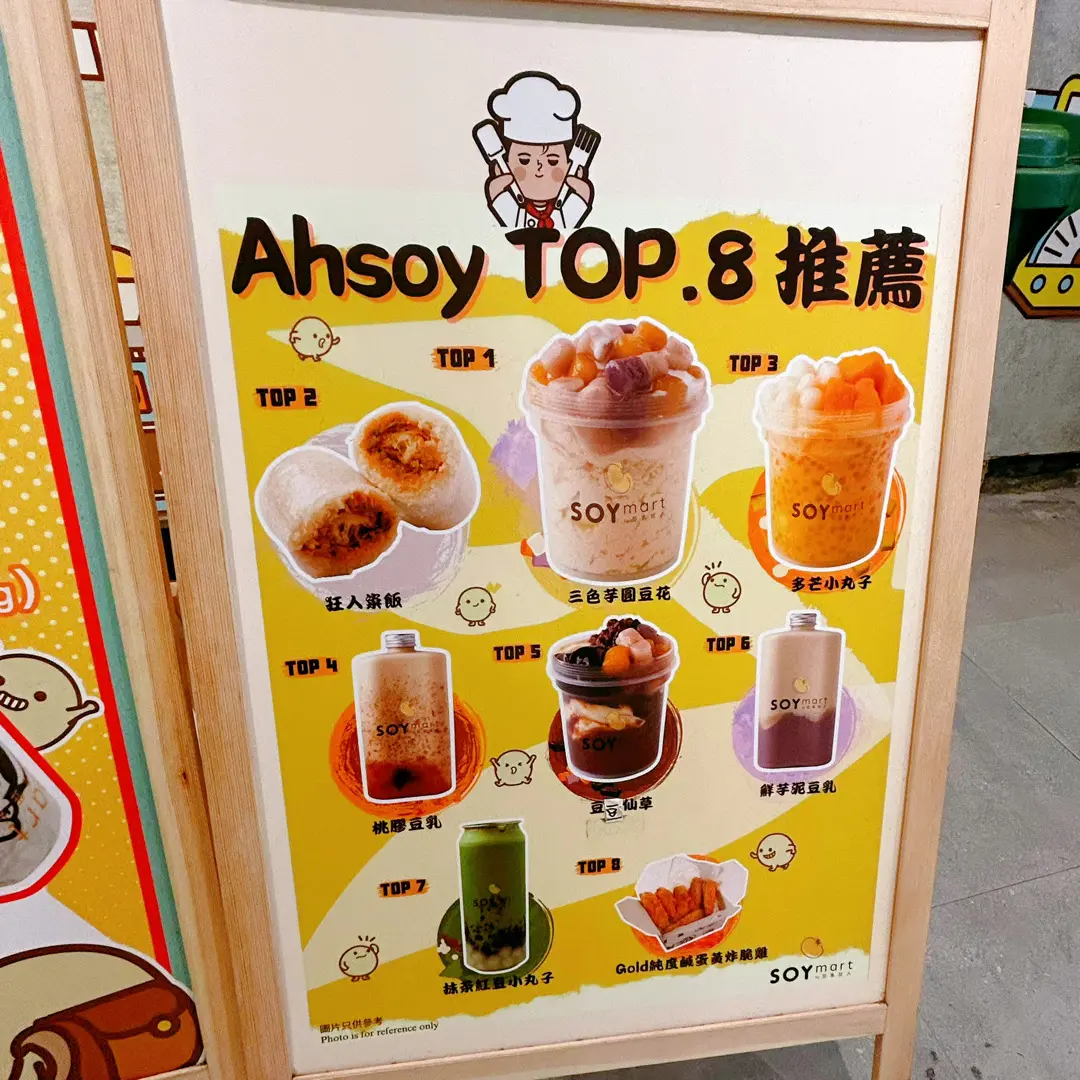 Ahsoy TOP.8 推薦
TOP 1
SOYmart
三色芋圓豆花
TOP 2
狂人粢飯
TOP 3
SOYmart
多芒小丸子
TOP 4
SOYmart
桃膠豆乳
TOP 5
SOY
豆豆仙草
TOP 6
SOYmart
鮮芋泥豆乳
TOP 7
抹茶紅豆小丸子
TOP 8
Gold純度鹹蛋黃炸脆雞
SOYmart
圖片只供參考
Photo is for reference only
g)